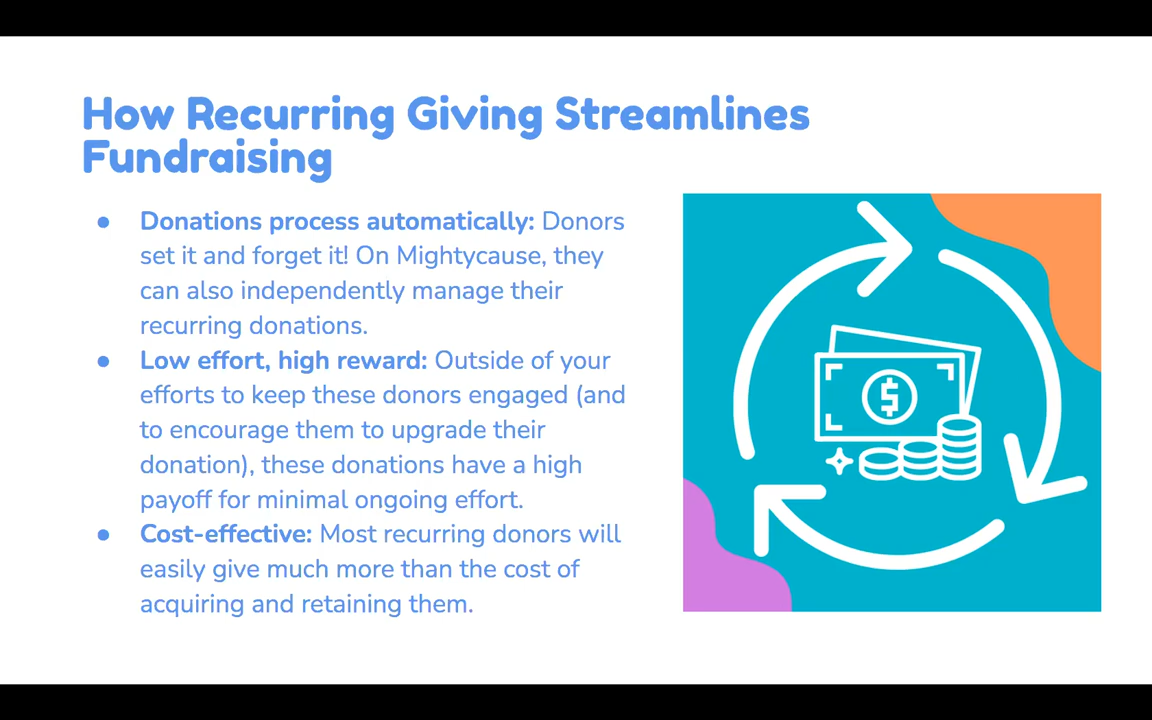 How Recurring Giving Streamlines
Fundraising
● Donations process automatically: Donors
set it and forget it! On Mightycause, they
can also independently manage their
recurring donations.
● Low effort, high reward: Outside of your
efforts to keep these donors engaged (and
to encourage them to upgrade their
donation), these donations have a high
payoff for minimal ongoing effort.
● Cost-effective: Most recurring donors will
easily give much more than the cost of
acquiring and retaining them.
$